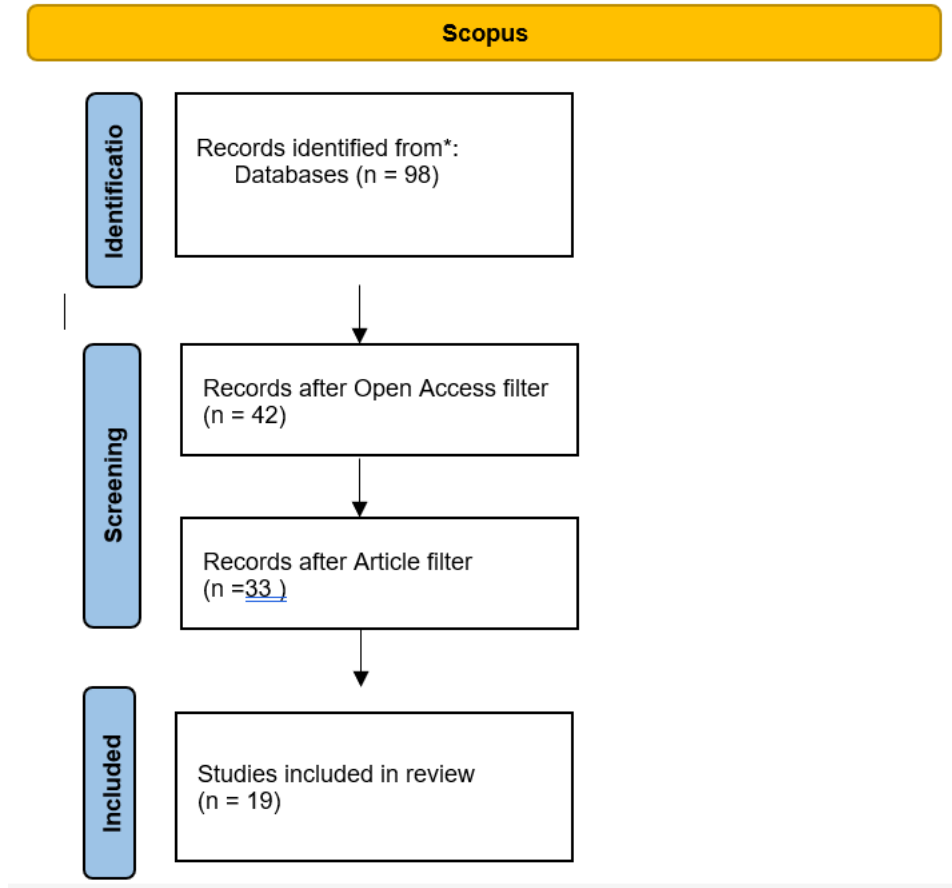 Scopus
Identificatio
Records identified from*:
Databases (n = 98)
Screening
Records after Open Access filter
(n = 42)
Records after Article filter
(n =33 )
Included
Studies included in review
(n = 19)